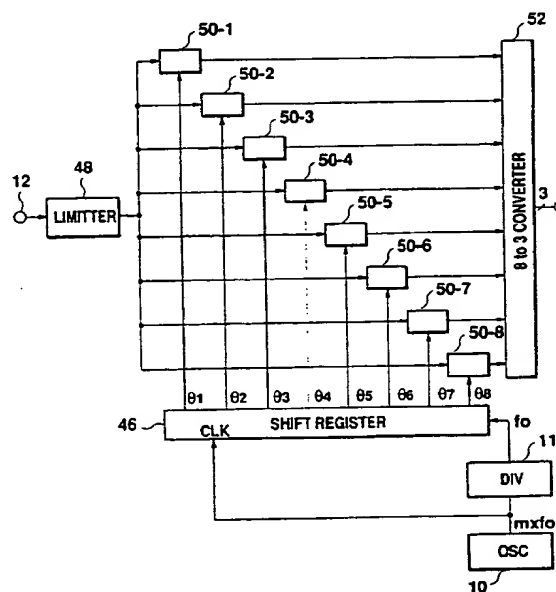 50-1
52
50-2
50-3
50-4
50-5
50-6
50-7
50-8
12
48
LIMITTER
8 to 3 CONVERTER
3
θ1 θ2 θ3 θ4 θ5 θ6 θ7 θ8
46
CLK SHIFT REGISTER
fo
11
DIV
mxfo
OSC
10